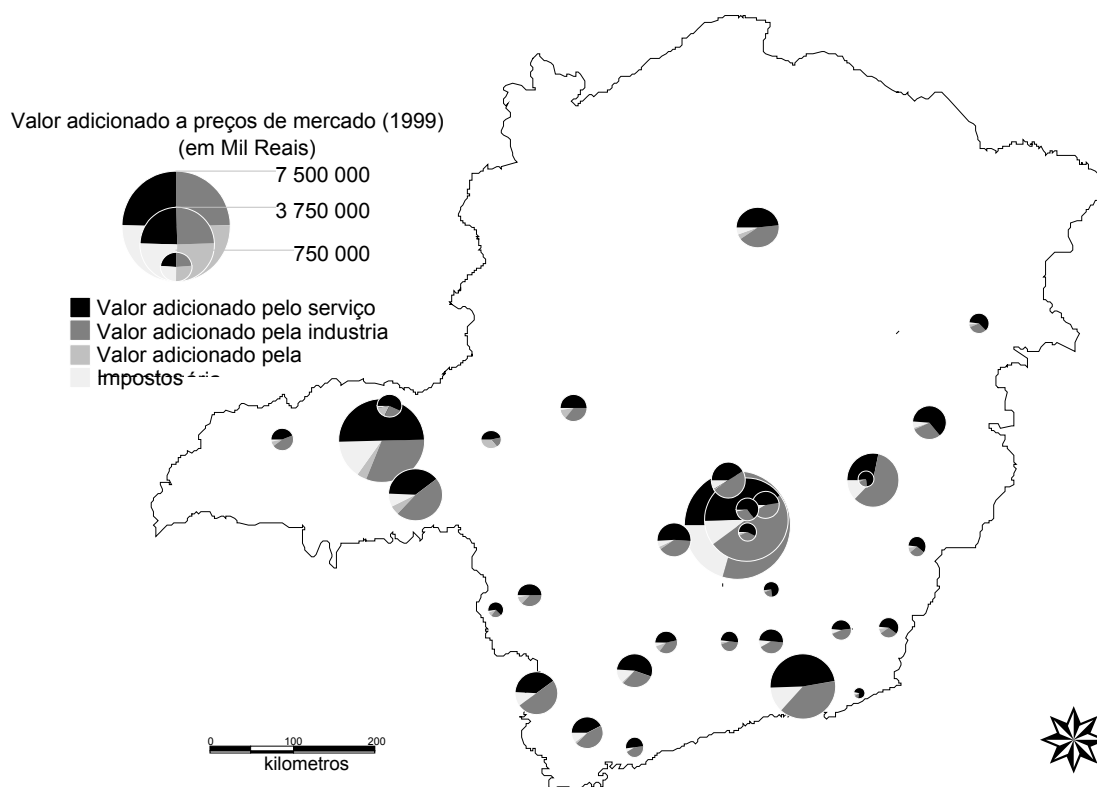 Valor adicionado a preços de mercado (1999)
(em Mil Reais)
7 500 000
3 750 000
750 000
Valor adicionado pelo serviço
Valor adicionado pela industria
Valor adicionado pela
Impostos
0 100 200
kilometros